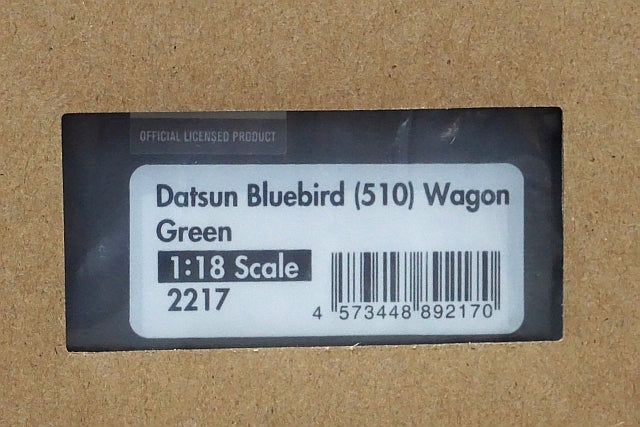 OFFICIAL LICENSED PRODUCT
Datsun Bluebird (510) Wagon
Green
1:18 Scale
2217
4 573448 892170